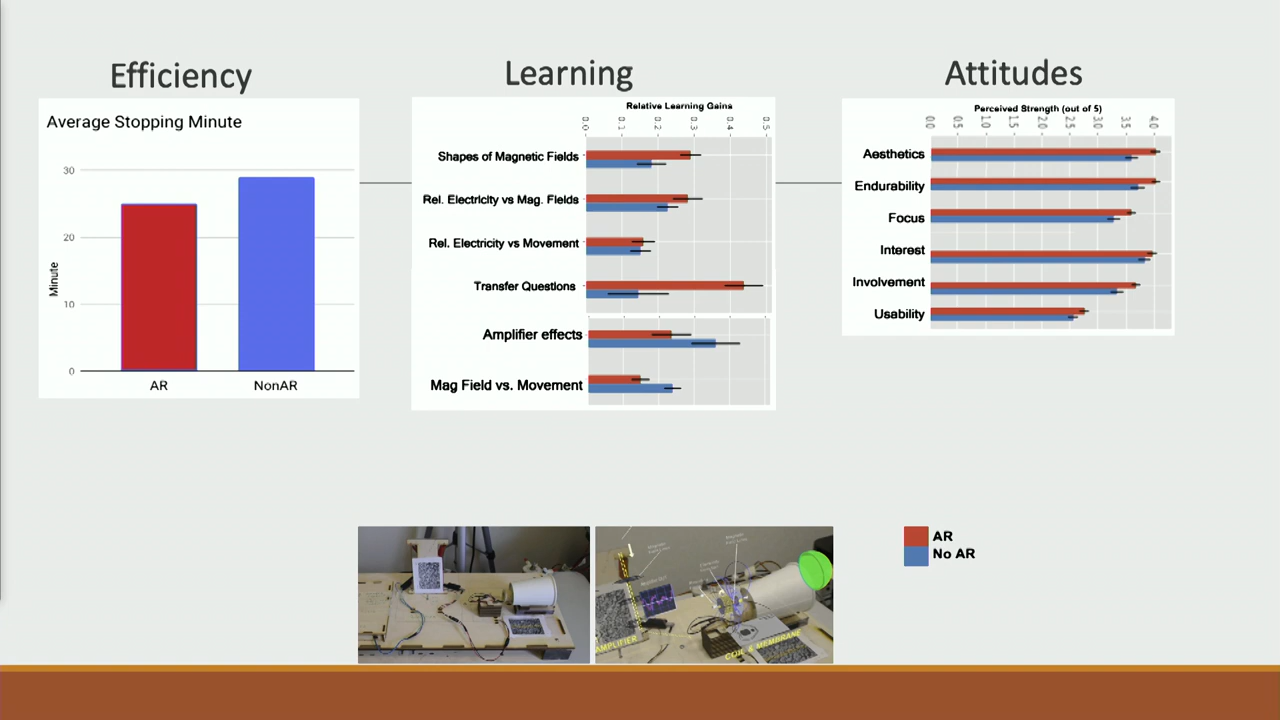 Efficiency
Average Stopping Minute
30
20
10
0
Minute
AR
NonAR
Learning
Relative Learning Gains
0.0 0.1 0.2 0.3 0.4 0.5
Shapes of Magnetic Fields
Rel. Electricity vs Mag. Fields
Rel. Electricity vs Movement
Transfer Questions
Amplifier effects
Mag Field vs. Movement
Attitudes
Perceived Strength (out of 5)
0.0 0.5 1.0 1.5 2.0 2.5 3.0 3.5 4.0
Aesthetics
Endurability
Focus
Interest
Involvement
Usability
AMPLIFIER
COIL & MEMBRANE
AR
No AR